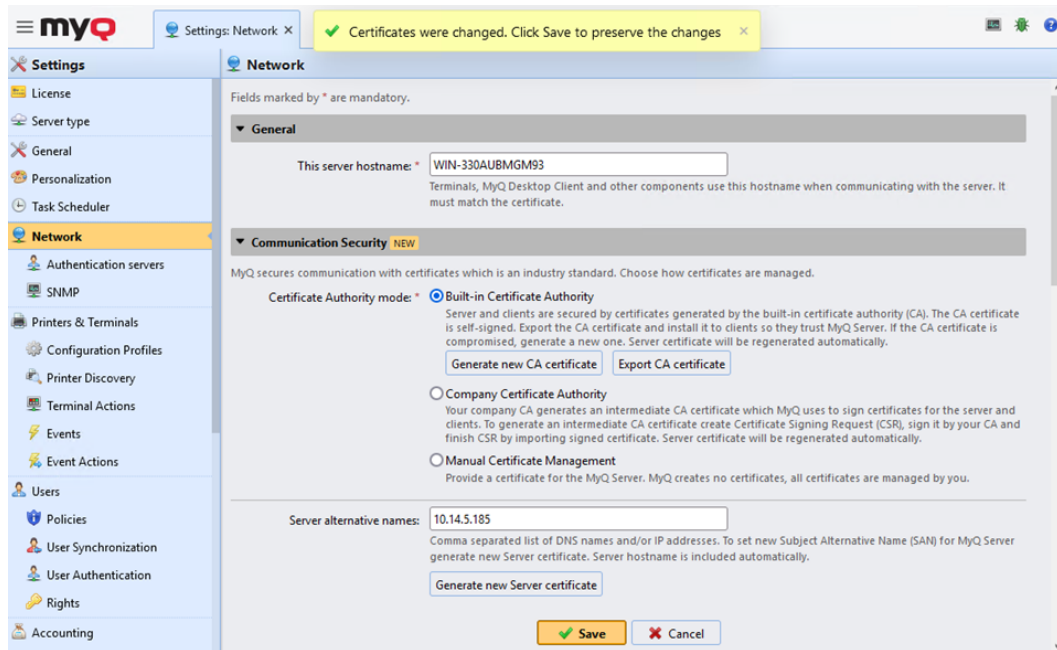 myQ
Settings: Network ×
Certificates were changed. Click Save to preserve the changes ×
Settings
License
Server type
General
Personalization
Task Scheduler
Network
Authentication servers
SNMP
Printers & Terminals
Configuration Profiles
Printer Discovery
Terminal Actions
Events
Event Actions
Users
Policies
User Synchronization
User Authentication
Rights
Accounting
Network
Fields marked by * are mandatory.
General
This server hostname: * WIN-330AUBMGM93
Terminals, MyQ Desktop Client and other components use this hostname when communicating with the server. It
must match the certificate.
Communication Security NEW
MyQ secures communication with certificates which is an industry standard. Choose how certificates are managed.
Certificate Authority mode: * Built-in Certificate Authority
Server and clients are secured by certificates generated by the built-in certificate authority (CA). The CA certificate
is self-signed. Export the CA certificate and install it to clients so they trust MyQ Server. If the CA certificate is
compromised, generate a new one. Server certificate will be regenerated automatically.
Generate new CA certificate Export CA certificate
Company Certificate Authority
Your company CA generates an intermediate CA certificate which MyQ uses to sign certificates for the server and
clients. To generate an intermediate CA certificate create Certificate Signing Request (CSR), sign it by your CA and
finish CSR by importing signed certificate. Server certificate will be regenerated automatically.
Manual Certificate Management
Provide a certificate for the MyQ Server. MyQ creates no certificates, all certificates are managed by you.
Server alternative names: 10.14.5.185
Comma separated list of DNS names and/or IP addresses. To set new Subject Alternative Name (SAN) for MyQ Server
generate new Server certificate. Server hostname is included automatically.
Generate new Server certificate
Save Cancel